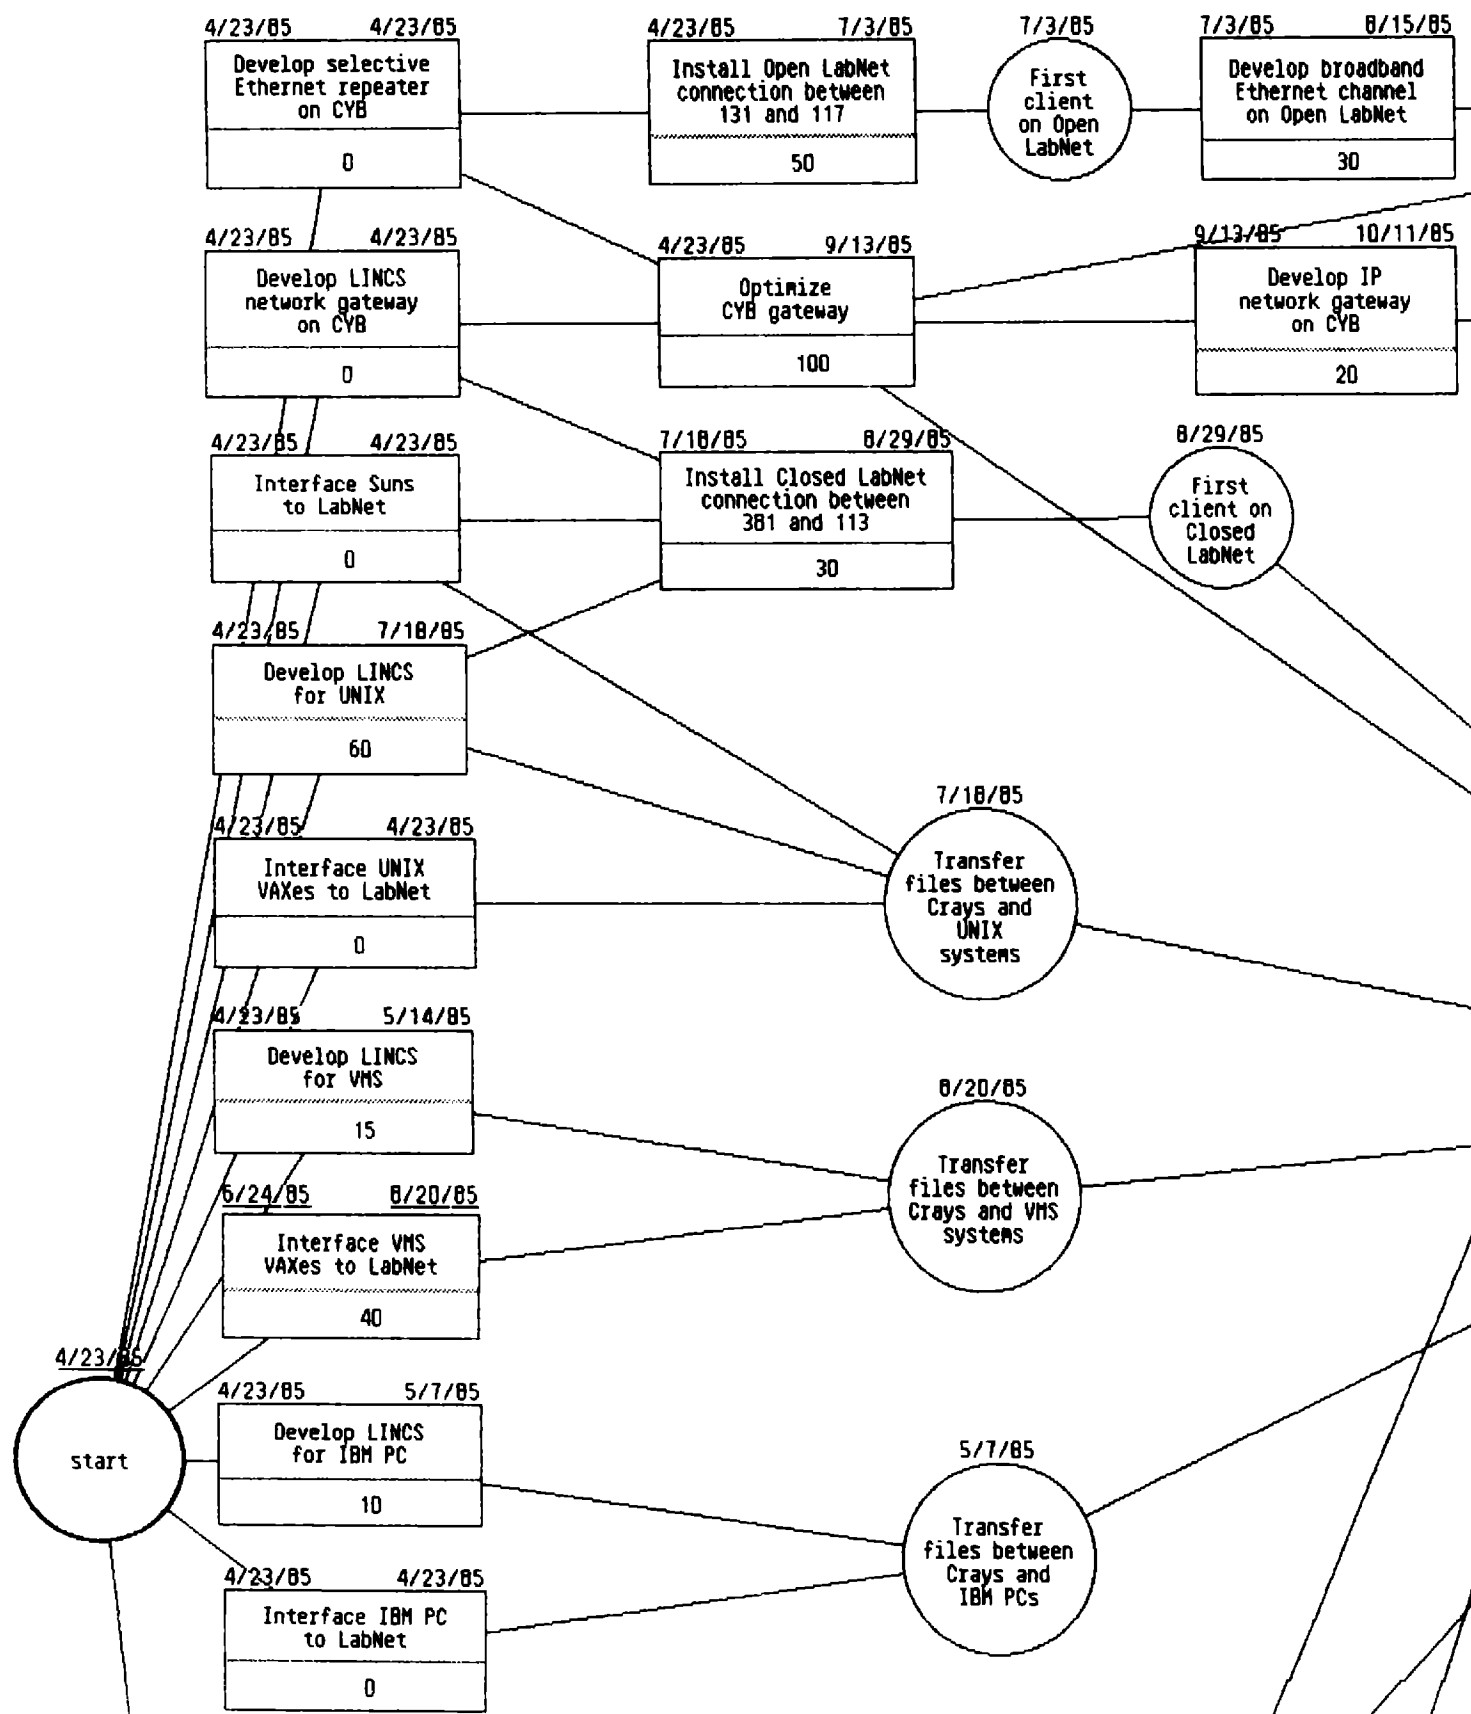 4/23/85 4/23/85
Develop selective
Ethernet repeater
on CYB
0
4/23/85 7/3/85
Install Open LabNet
connection between
131 and 117
50
7/3/85
First
client
on Open
LabNet
7/3/85 8/15/85
Develop broadband
Ethernet channel
on Open LabNet
30
4/23/85 4/23/85
Develop LINCS
network gateway
on CYB
0
4/23/85 9/13/85
Optimize
CYB gateway
100
9/13/85 10/11/85
Develop IP
network gateway
on CYB
20
4/23/85 4/23/85
Interface Suns
to LabNet
0
7/18/85 8/29/85
Install Closed LabNet
connection between
381 and 113
30
8/29/85
First
client on
Closed
LabNet
4/23/85 7/18/85
Develop LINCS
for UNIX
60
4/23/85 4/23/85
Interface UNIX
VAXes to LabNet
0
7/18/85
Transfer
files between
Crays and
UNIX
systems
4/23/85 5/14/85
Develop LINCS
for VMS
15
8/20/85
Transfer
files between
Crays and VMS
systems
6/24/85 8/20/85
Interface VMS
VAXes to LabNet
40
4/23/85
start
4/23/85 5/7/85
Develop LINCS
for IBM PC
10
5/7/85
Transfer
files between
Crays and
IBM PCs
4/23/85 4/23/85
Interface IBM PC
to LabNet
0